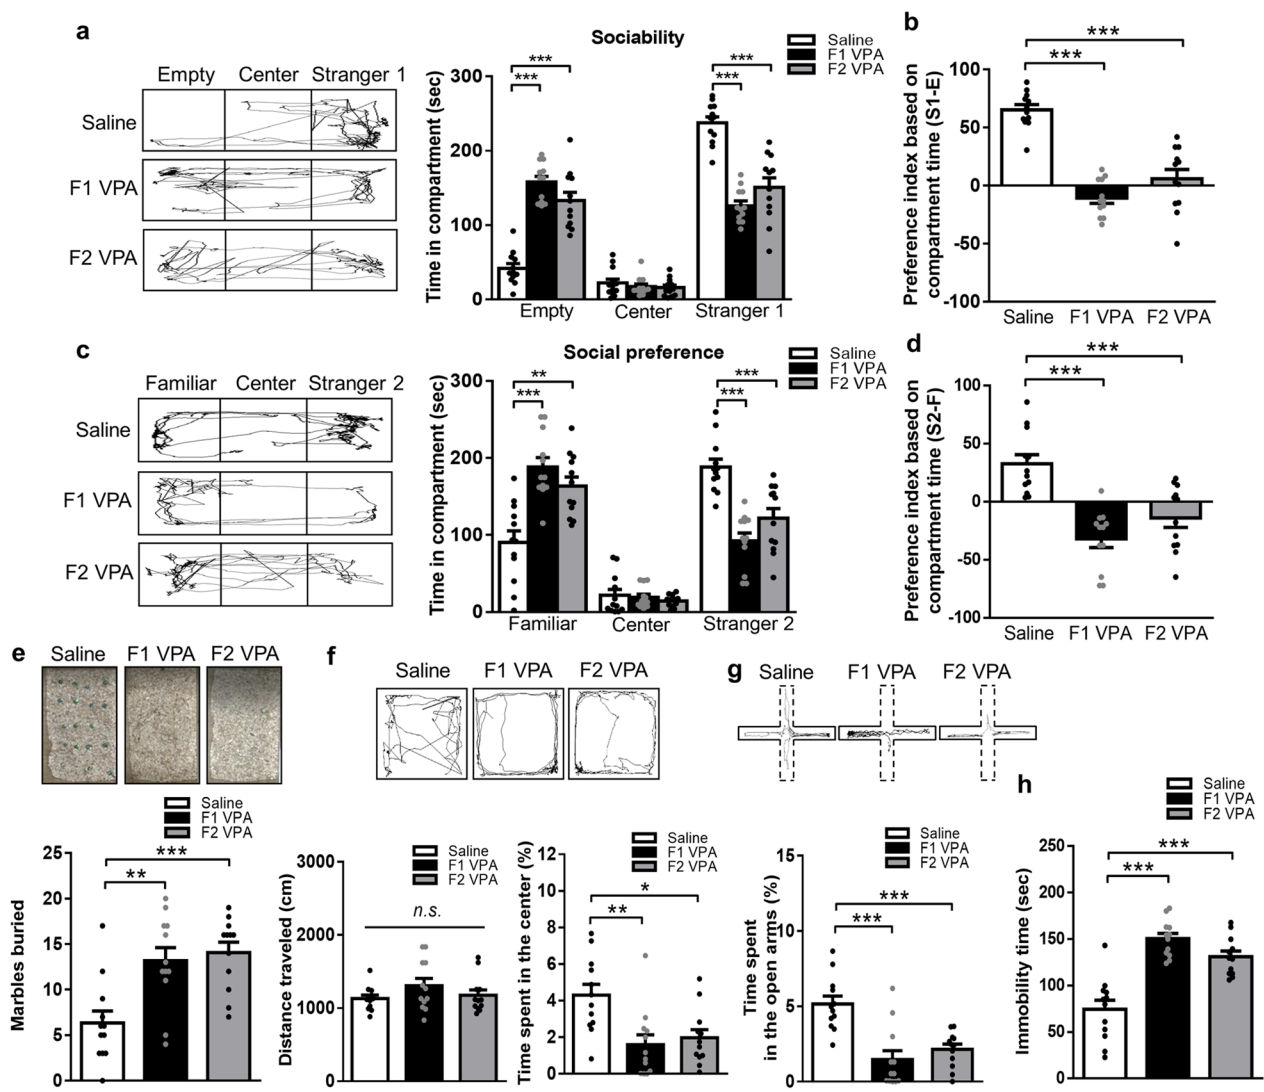 a
Sociability
Saline
F1 VPA
F2 VPA
Empty Center Stranger 1
Saline
F1 VPA
F2 VPA
Time in compartment (sec)
300
200
100
0
***
***
***
***
Empty Center Stranger 1
b
***
***
Preference index based on
compartment time (S1-E)
100
50
0
-50
-100
Saline F1 VPA F2 VPA
c
Social preference
Saline
F1 VPA
F2 VPA
Familiar Center Stranger 2
Saline
F1 VPA
F2 VPA
Time in compartment (sec)
300
200
100
0
**
***
***
***
Familiar Center Stranger 2
d
***
***
Preference index based on
compartment time (S2-F)
100
50
0
-50
-100
Saline F1 VPA F2 VPA
e
Saline F1 VPA F2 VPA
Saline
F1 VPA
F2 VPA
Marbles buried
25
20
15
10
5
0
***
**
f
Saline F1 VPA F2 VPA
Saline
F1 VPA
F2 VPA
Distance traveled (cm)
3000
2000
1000
0
n.s.
Saline
F1 VPA
F2 VPA
Time spent in the center (%)
12
10
8
6
4
2
0
*
**
g
Saline F1 VPA F2 VPA
Saline
F1 VPA
F2 VPA
Time spent
in the open arms (%)
15
10
5
0
***
***
h
Saline
F1 VPA
F2 VPA
Immobility time (sec)
250
200
150
100
50
0
***
***